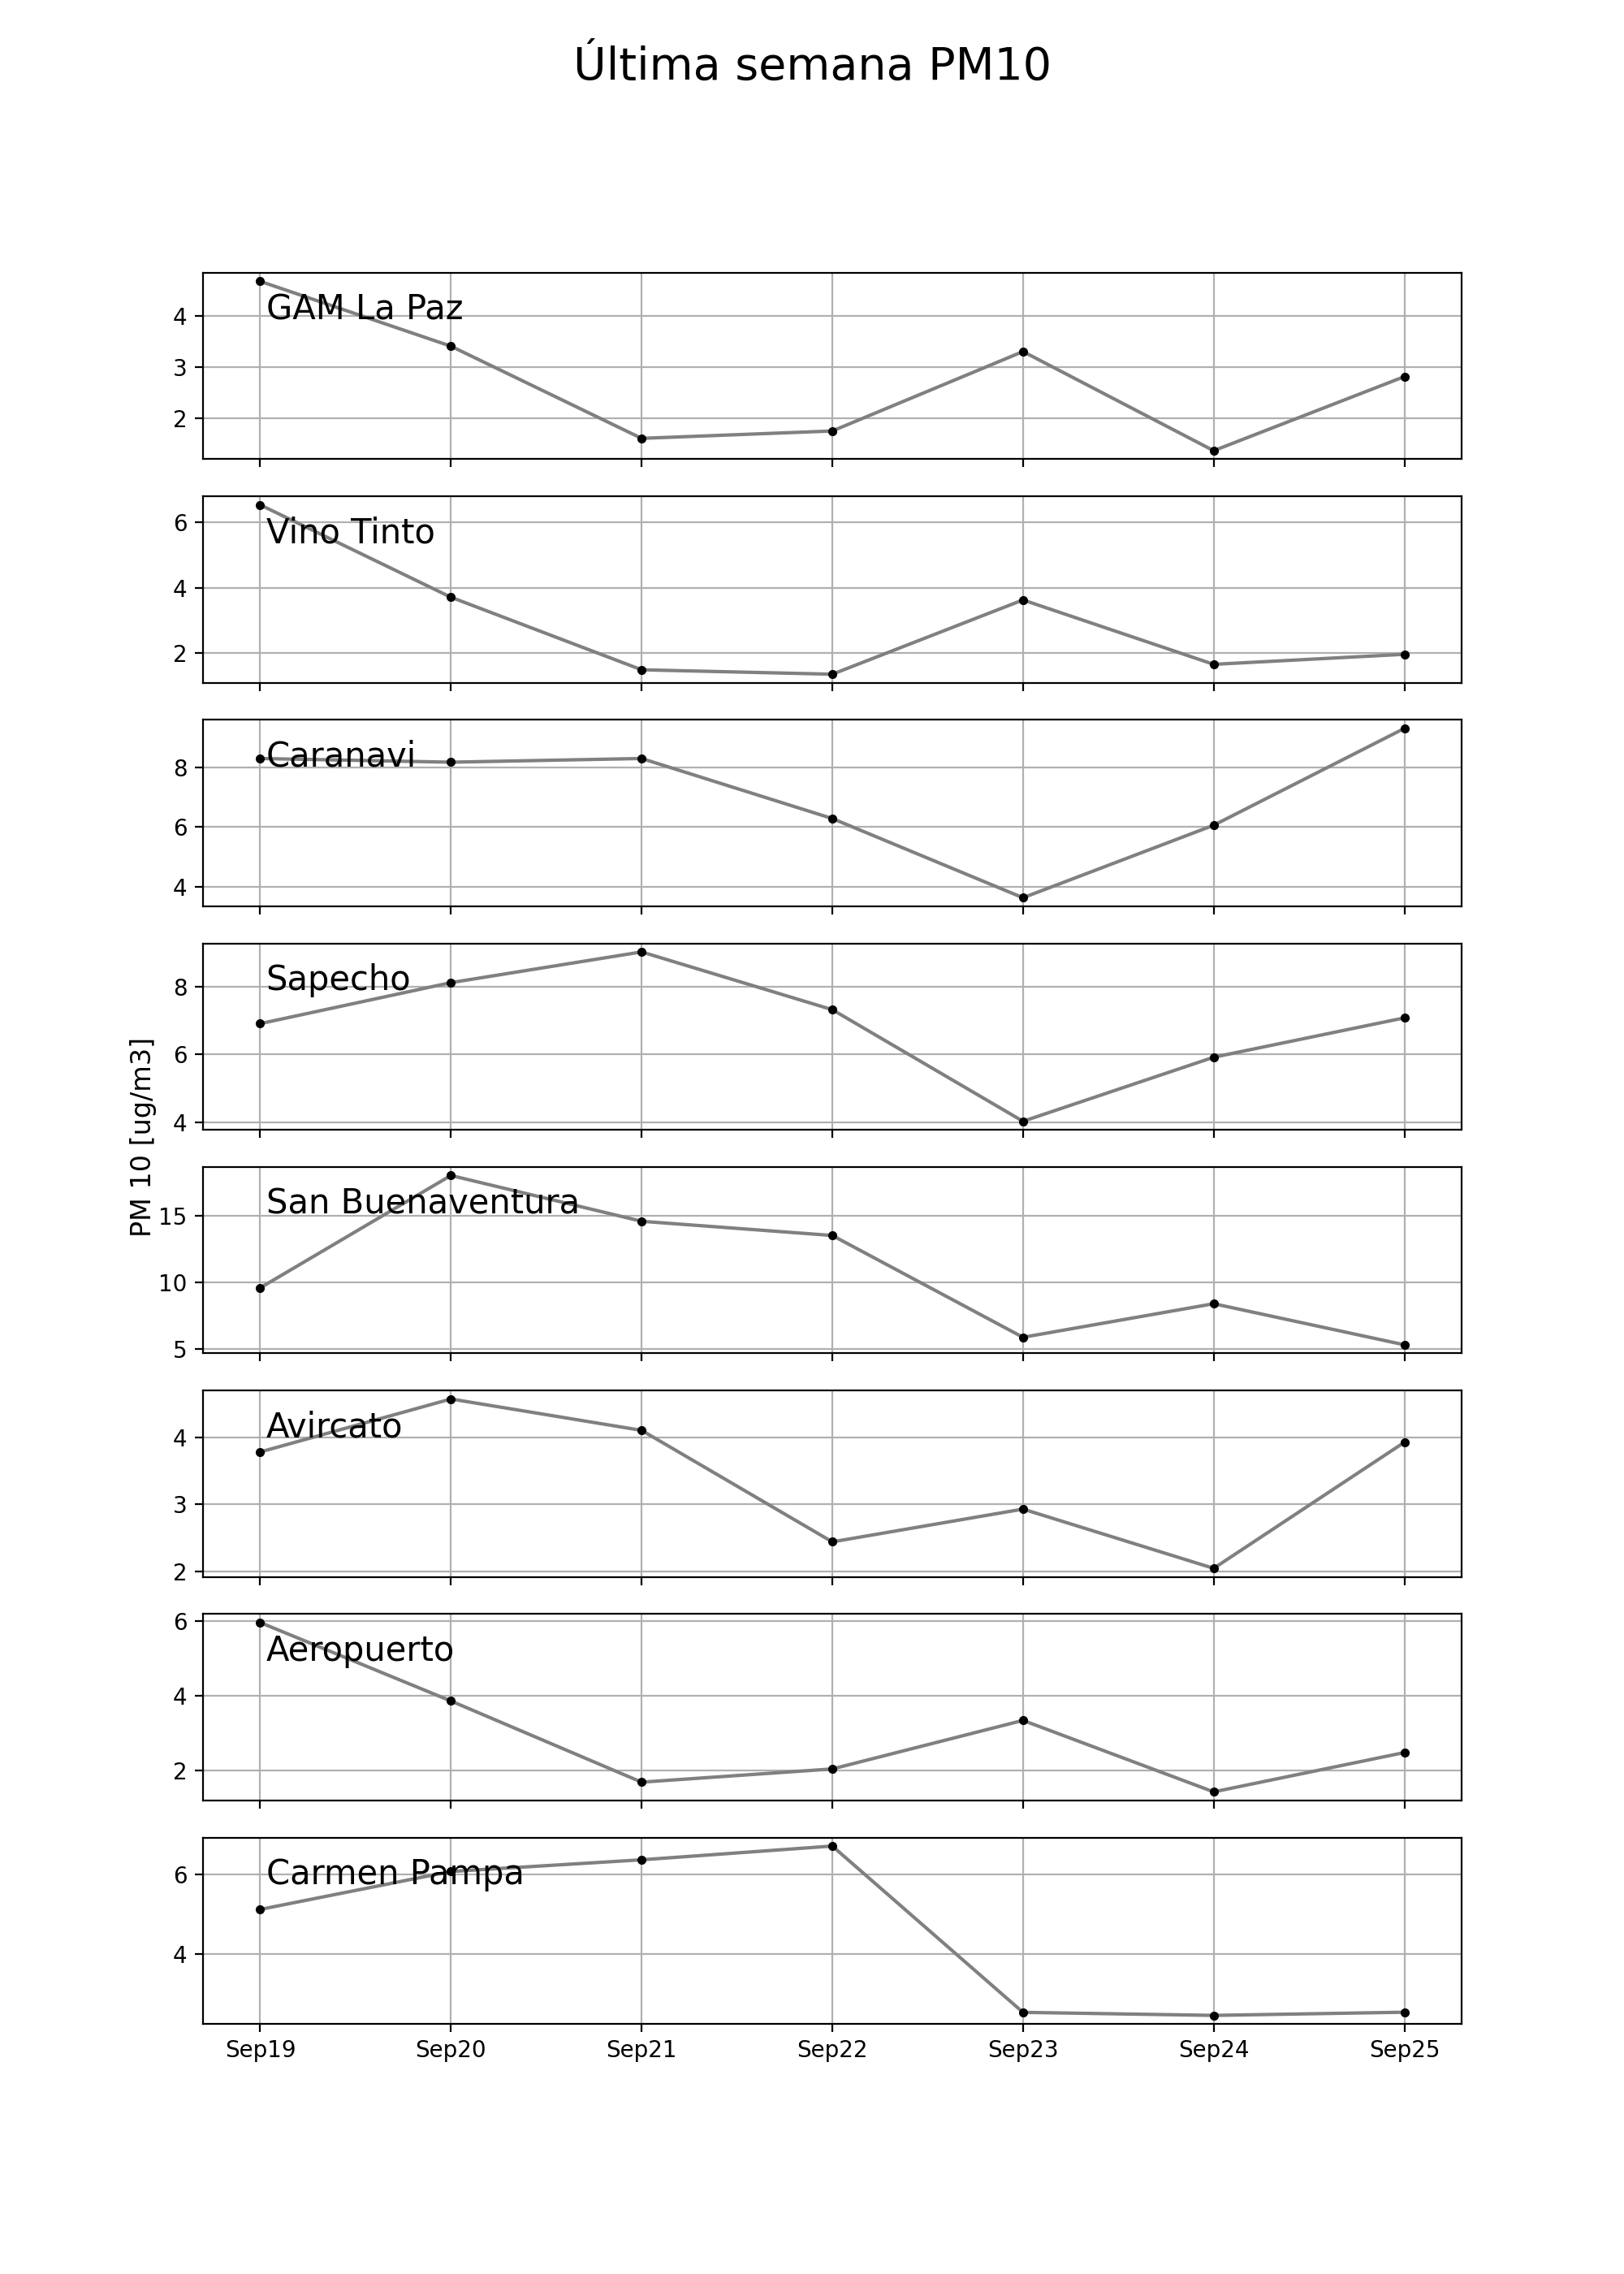 Última semana PM10
GAM La Paz
4
3
2
Vino Tinto
6
4
2
Caranavi
8
6
4
Sapecho
8
6
4
PM 10 [ug/m3]
San Buenaventura
15
10
5
Avircato
4
3
2
Aeropuerto
6
4
2
Carmen Pampa
6
4
Sep19 Sep20 Sep21 Sep22 Sep23 Sep24 Sep25